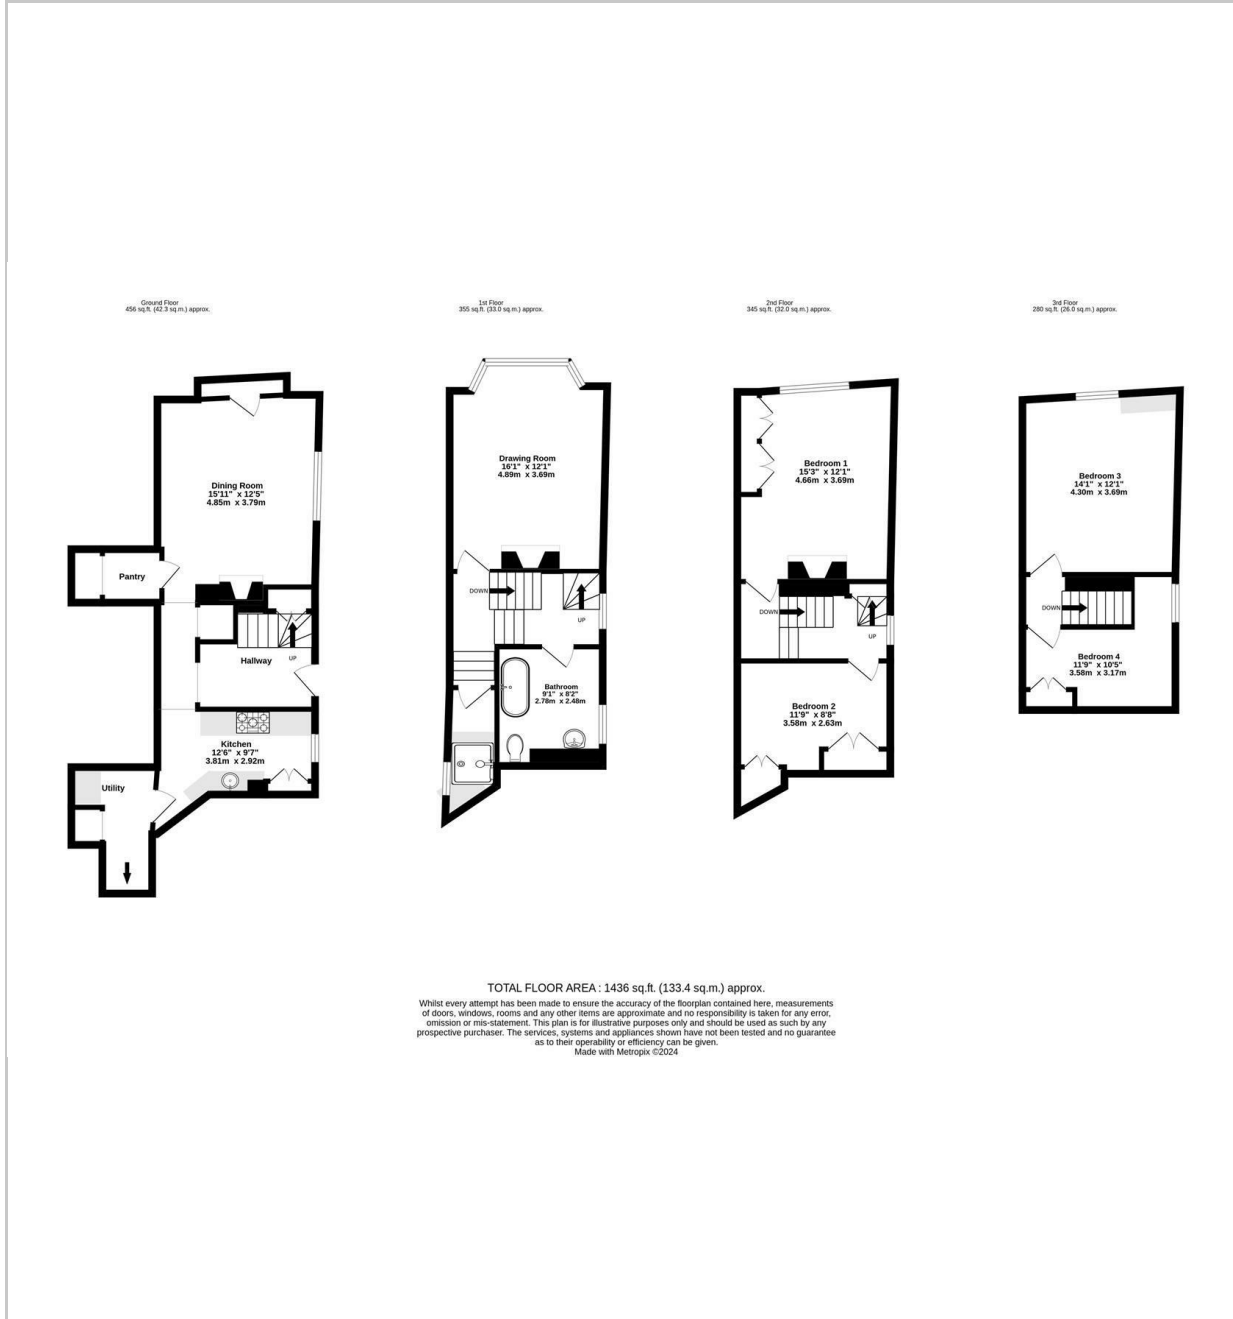 Ground Floor
456 sq.ft. (42.3 sq.m.) approx.
Dining Room
15'11" x 12'5"
4.85m x 3.79m
Pantry
UP
Hallway
Kitchen
12'6" x 9'7"
3.81m x 2.92m
Utility
1st Floor
355 sq.ft. (33.0 sq.m.) approx.
Drawing Room
16'1" x 12'1"
4.89m x 3.69m
DOWN
UP
Bathroom
9'1" x 8'2"
2.78m x 2.48m
2nd Floor
345 sq.ft. (32.0 sq.m.) approx.
Bedroom 1
15'3" x 12'1"
4.66m x 3.69m
DOWN
UP
Bedroom 2
11'9" x 8'8"
3.58m x 2.63m
3rd Floor
280 sq.ft. (26.0 sq.m.) approx.
Bedroom 3
14'1" x 12'1"
4.30m x 3.69m
DOWN
Bedroom 4
11'9" x 10'5"
3.58m x 3.17m
TOTAL FLOOR AREA : 1436 sq.ft. (133.4 sq.m.) approx.
Whilst every attempt has been made to ensure the accuracy of the floorplan contained here, measurements
of doors, windows, rooms and any other items are approximate and no responsibility is taken for any error,
omission or mis-statement. This plan is for illustrative purposes only and should be used as such by any
prospective purchaser. The services, systems and appliances shown have not been tested and no guarantee
as to their operability or efficiency can be given.
Made with Metropix ©2024